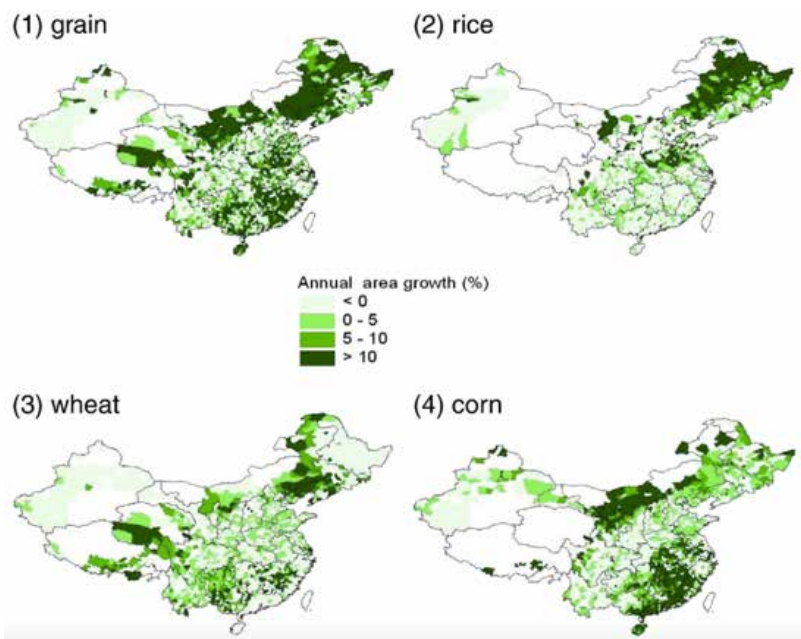 (1) grain
(2) rice
Annual area growth (%)
< 0
0 - 5
5 - 10
> 10
(3) wheat
(4) corn